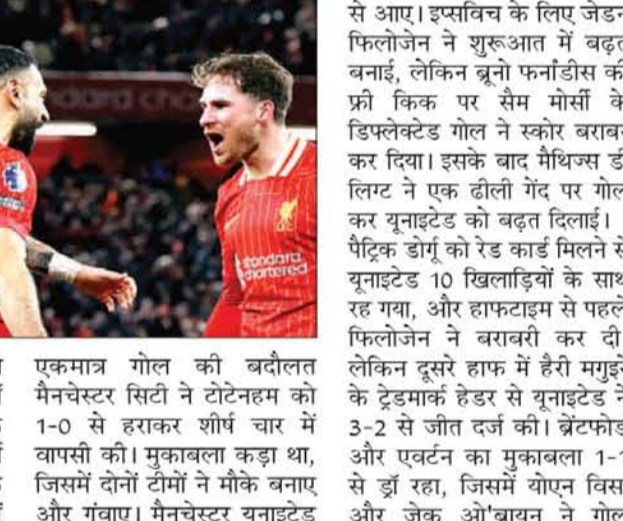 standard chartered
एकमात्र गोल की बदौलत
मैनचेस्टर सिटी ने टोटेनहम को
1-0 से हराकर शीर्ष चार में
वापसी की। मुकाबला कड़ा था,
जिसमें दोनों टीमों ने मौके बनाए
और गंवाए। मैनचेस्टर यूनाइटेड
से आए। इप्सविच के लिए जेडन
फिलोजेन ने शुरूआत में बढ़त
बनाई, लेकिन ब्रूनो फर्नांडीस की
फ्री किक पर सैम मोर्सी के
डिफ्लेक्टेड गोल ने स्कोर बराबर
कर दिया। इसके बाद मैथिज्स डी
लिग्ट ने एक ढीली गेंद पर गोल
कर यूनाइटेड को बढ़त दिलाई।
पैट्रिक डोर्गू को रेड कार्ड मिलने से
यूनाइटेड 10 खिलाड़ियों के साथ
रह गया, और हाफटाइम से पहले
फिलोजेन ने बराबरी कर दी
लेकिन दूसरे हाफ में हैरी मगुइरे
के ट्रेडमार्क हेडर से यूनाइटेड ने
3-2 से जीत दर्ज की। ब्रेंटफोर्ड
और एवर्टन का मुकाबला 1-1
से ड्रॉ रहा, जिसमें योएन विस
और जेक ओ'ब्रायन ने गोल